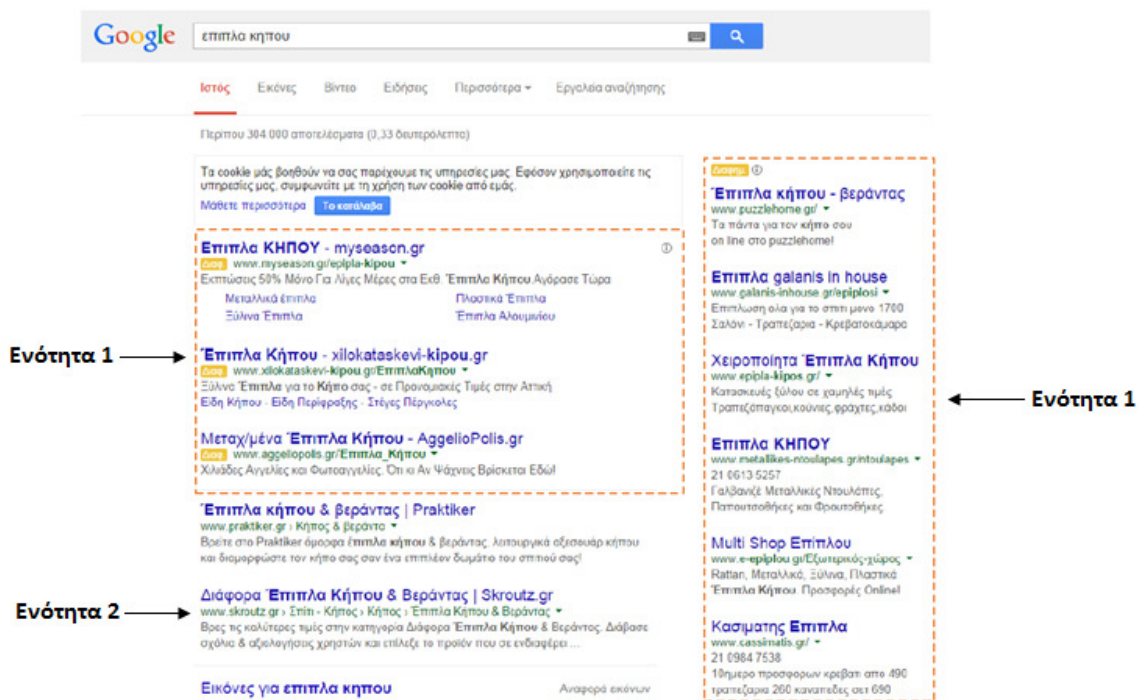 Google
επιπλα κηπου
Ιστός Εικόνες Βίντεο Ειδήσεις Περισσότερα Εργαλεία αναζήτησης
Περίπου 304.000 αποτελέσματα (0,33 δευτερόλεπτα)
Τα cookie μάς βοηθούν να σας παρέχουμε τις υπηρεσίες μας. Εφόσον χρησιμοποιείτε τις
υπηρεσίες μας, συμφωνείτε με τη χρήση των cookie από εμάς.
Μάθετε περισσότερα Το κατάλαβα
Επιπλα ΚΗΠΟΥ - myseason.gr
Διαφ. www.myseason.gr/epipla-kipou
Εκπτώσεις 50% Μόνο Για Λίγες Μέρες στα Εκθ. Έπιπλα Κήπου.Αγόρασε Τώρα
Μεταλλικά έπιπλα Πλαστικά Έπιπλα
Ξύλινα Έπιπλα Έπιπλα Αλουμινίου
Ενότητα 1
Έπιπλα Κήπου - xilokataskevi-kipou.gr
Διαφ. www.xilokataskevi-kipou.gr/ΕπιπλαΚηπου
Ξύλινα Έπιπλα για το Κήπο σας - σε Προνομιακές Τιμές στην Αττική
Είδη Κήπου - Είδη Περίφραξης - Στέγες Πέργκολες
Μεταχ/μένα Έπιπλα Κήπου - AggelioPolis.gr
Διαφ. www.aggeliopolis.gr/Έπιπλα_Κήπου
Χιλιάδες Αγγελίες και Φωτοαγγελίες. Ότι κι Αν Ψάχνεις Βρίσκεται Εδώ!
Έπιπλα κήπου & βεράντας | Praktiker
www.praktiker.gr › Κήπος & βεράντα
Βρείτε στο Praktiker όμορφα έπιπλα κήπου & βεράντας, λειτουργικά αξεσουάρ κήπου
και διαμορφώστε τον κήπο σας σαν ένα επιπλέον δωμάτιο του σπιτιού σας!
Ενότητα 2
Διάφορα Έπιπλα Κήπου & Βεράντας | Skroutz.gr
www.skroutz.gr › Σπίτι - Κήπος › Κήπος › Έπιπλα Κήπου & Βεράντας
Βρες τις καλύτερες τιμές στην κατηγορία Διάφορα Έπιπλα Κήπου & Βεράντας. Διάβασε
σχόλια & αξιολογήσεις χρηστών και επίλεξε το προϊόν που σε ενδιαφέρει ...
Εικόνες για επιπλα κηπου Αναφορά εικόνων
Διαφημ.
Έπιπλα κήπου - βεράντας
www.puzzlehome.gr/
Τα πάντα για τον κήπο σου
on line στο puzzlehome!
Επιπλα galanis in house
www.galanis-inhouse.gr/epiplosi
Επιπλωση ολα για το σπιτι μονο 1700
Σαλόνι - Τραπεζαρια - Κρεβατοκάμαρα
Χειροποίητα Έπιπλα Κήπου
www.epipla-kipos.gr/
Κατασκευές ξύλου σε χαμηλές τιμές
Τραπεζόπαγκοι,κούνιες,φράχτες,κάδοι
Ενότητα 1
Επιπλα ΚΗΠΟΥ
www.metallikes-ntoulapes.gr/ntoulapes
21 0613 5257
Γαλβανιζέ Μεταλλικές Ντουλάπες,
Παπουτσοθήκες και Φρουτοθήκες.
Multi Shop Επίπλου
www.e-epiplou.gr/Εξωτερικός-χώρος
Rattan, Μεταλλικά, Ξύλινα, Πλαστικά
Έπιπλα Κήπου. Προσφορές Online!
Κασιματης Επιπλα
www.cassimatis.gr/
21 0984 7538
10ημερο προσφορων κρεβατι απο 490
τραπεζαρια 260 καναπεδες σετ 690